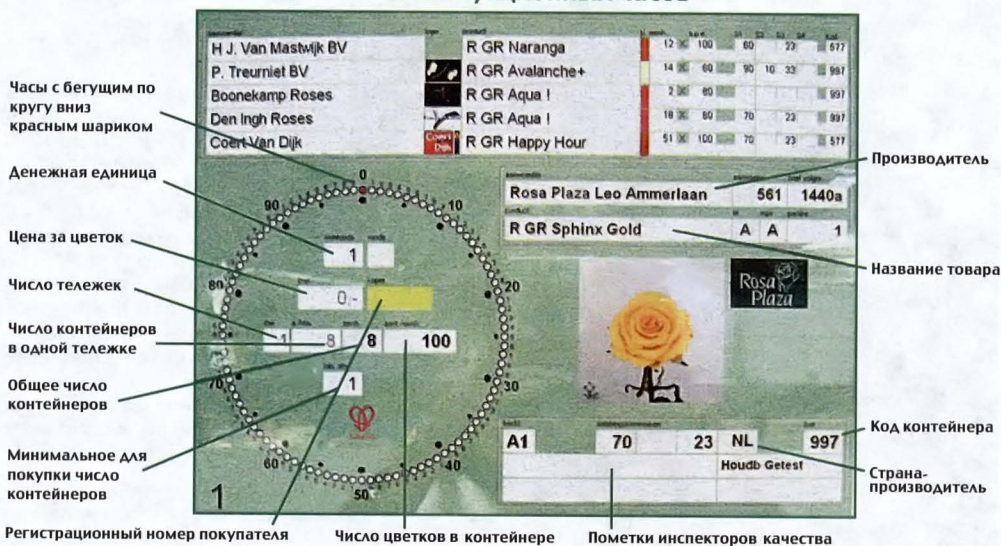 H J. Van Mastwijk BV R GR Naranga 12 X 100 60 23 577
P. Treurniet BV R GR Avalanche+ 14 X 60 90 10 33 997
Boonekamp Roses R GR Aqua ! 2 X 80 997
Den Ingh Roses R GR Aqua ! 18 X 80 70 23 997
Coert Van Dijk Coert Dijk R GR Happy Hour 51 X 100 70 23 577
Часы с бегущим по
кругу вниз
красным шариком
Денежная единица
Цена за цветок
Число тележек
Число контейнеров
в одной тележке
Общее число
контейнеров
Минимальное для
покупки число
контейнеров
Регистрационный номер покупателя
Число цветков в контейнере
Пометки инспекторов качества
0
10
20
30
40
50
60
70
80
90
1
0,-
1 8 8 100
1
1
Rosa Plaza Leo Ammerlaan 561 1440a
R GR Sphinx Gold A A 1
Rosa
Plaza
A1 70 23 NL 997
Houdb Getest
Производитель
Название товара
Код контейнера
Страна-
производитель